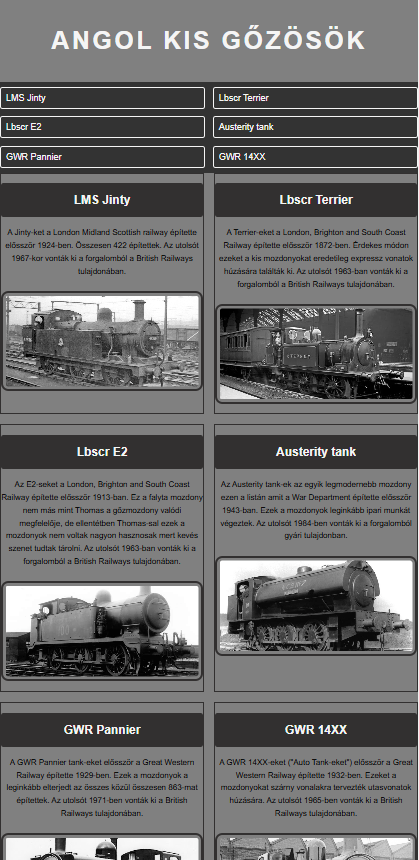 ANGOL KIS GŐZÖSÖK
LMS Jinty
Lbscr Terrier
Lbscr E2
Austerity tank
GWR Pannier
GWR 14XX
LMS Jinty
A Jinty-ket a London Midland Scottish railway építette
elősször 1924-ben. Összesen 422 építettek. Az utolsót
1967-kor vonták ki a forgalomból a British Railways
tulajdonában.
Lbscr Terrier
A Terrier-eket a London, Brighton and South Coast
Railway építette elősször 1872-ben. Érdekes módon
ezeket a kis mozdonyokat eredetileg expressz vonatok
húzására találták ki. Az utolsót 1963-ban vonták ki a
forgalomból a British Railways tulajdonában.
Lbscr E2
Az E2-seket a London, Brighton and South Coast
Railway építette elősször 1913-ban. Ez a falyta mozdony
nem más mint Thomas a gőzmozdony valódi
megfelelője, de ellentétben Thomas-sal ezek a
mozdonyok nem voltak nagyon hasznosak mert kevés
szenet tudtak tárolni. Az utolsót 1963-ban vonták ki a
forgalomból a British Railways tulajdonában.
Austerity tank
Az Austerity tank-ek az egyik legmodernebb mozdony
ezen a listán amit a War Department építette elősször
1943-ban. Ezek a mozdonyok leginkább ipari munkát
végeztek. Az utolsót 1984-ben vonták ki a forgalomból
gyári tulajdonban.
GWR Pannier
A GWR Pannier tank-eket elősször a Great Western
Railway építette 1929-ben. Ezek a mozdonyok a
leginkább elterjedt az összes közül összesen 863-mat
építettek. Az utolsót 1971-ben vonták ki a British
Railways tulajdonában.
GWR 14XX
A GWR 14XX-eket ("Auto Tank-eket") elősször a Great
Western Railway építette 1932-ben. Ezeket a
mozdonyokat szárny vonalakra tervezték utasvonatok
húzására. Az utolsót 1965-ben vonták ki a British
Railways tulajdonában.